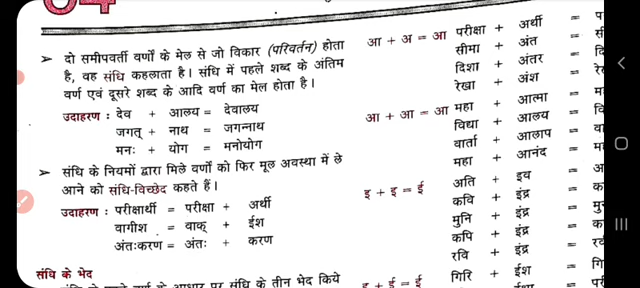 ➤ दो समीपवर्ती वर्णों के मेल से जो विकार (परिवर्तन) होता
है, वह संधि कहलाता है। संधि में पहले शब्द के अंतिम
वर्ण एवं दूसरे शब्द के आदि वर्ण का मेल होता है।
उदाहरण : देव + आलय = देवालय
जगत् + नाथ = जगन्नाथ
मनः + योग = मनोयोग
➤ संधि के नियमों द्वारा मिले वर्णों को फिर मूल अवस्था में ले
आने को संधि-विच्छेद कहते हैं।
उदाहरण : परीक्षार्थी = परीक्षा + अर्थी
वागीश = वाक् + ईश
अंतःकरण = अंतः + करण
संधि के भेद
के आधार पर संधि के तीन भेद किये
आ + अ = आ परीक्षा + अर्थी =
सीमा + अंत =
दिशा + अंतर =
रेखा + अंश =
आ + आ = आ महा + आत्मा =
विद्या + आलय =
वार्ता + आलाप =
महा + आनंद =
इ + इ = ई अति + इव =
कवि + इंद्र =
मुनि + इंद्र =
कपि + इंद्र =
रवि + इंद्र =
इ + ई = ई गिरि + ईश =